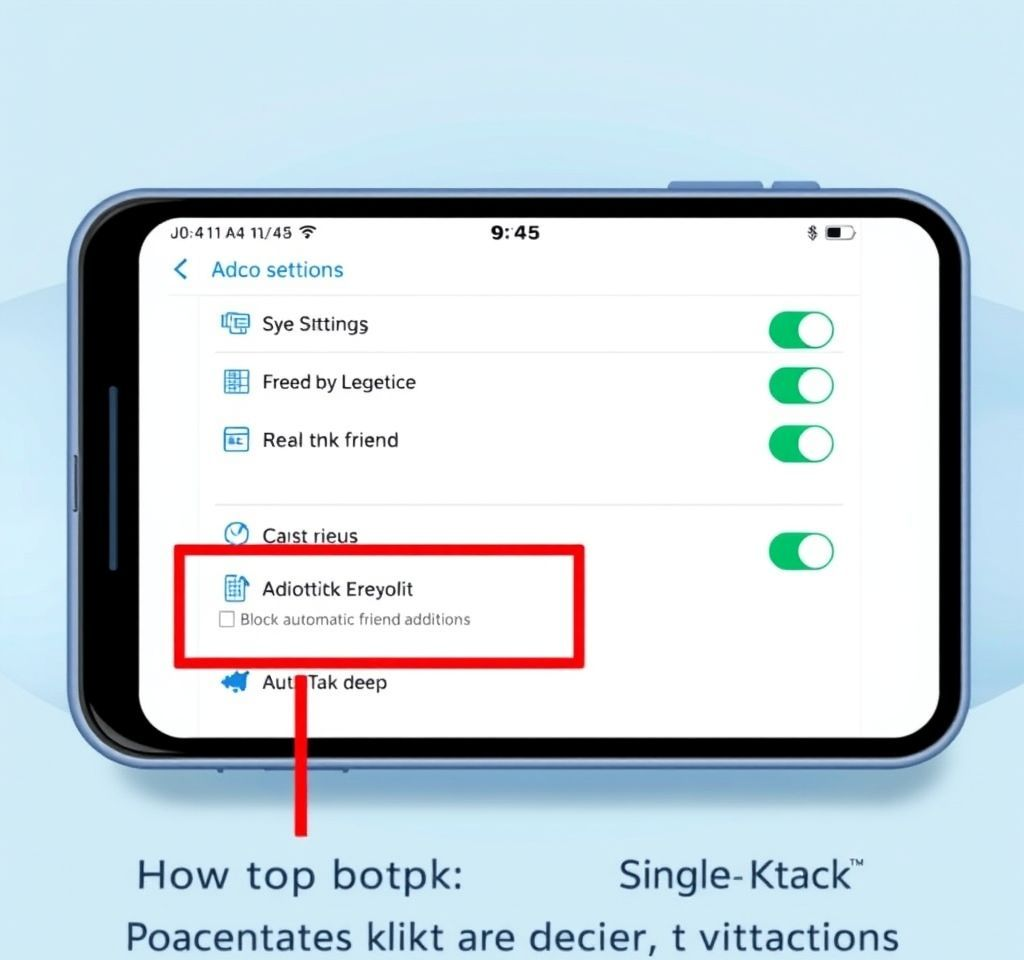 J0:411 A4 11/45 9:45
Adco settions
Sye Sttings
Freed by Legetice
Real tnk friend
Caist rieus
Adiottitk Ereyolit
Block automatic friend additions
Aut Tak deep
How top botpk: Single-Ktack™
Poacentates klikt are decier, t vittactions